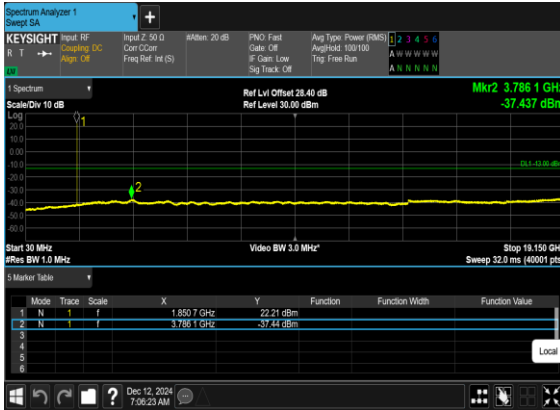 Spectrum Analyzer 1
Swept SA
+
KEYSIGHT Input: RF Input Z: 50 Ω #Atten: 20 dB PNO: Fast Avg Type: Power (RMS) 1 2 3 4 5 6
R T Coupling: DC Corr CCorr Gate: Off Avg|Hold: 100/100 A W W W W W
Align: Off Freq Ref: Int (S) IF Gain: Low Trig: Free Run
Sig Track: Off A N N N N N
1 Spectrum Ref Lvl Offset 28.40 dB Mkr2 3.786 1 GHz
Scale/Div 10 dB Ref Level 30.00 dBm -37.437 dBm
Log
20.0
10.0
0.00
-10.0
-20.0
-30.0
-40.0
-50.0
-60.0
1
DL1 -13.00 dBm
2
Start 30 MHz Video BW 3.0 MHz* Stop 19.150 GHz
#Res BW 1.0 MHz Sweep 32.0 ms (40001 pts)
5 Marker Table
Mode Trace Scale X Y Function Function Width Function Value
1 N 1 f 1.850 7 GHz 22.21 dBm
2 N 1 f 3.786 1 GHz -37.44 dBm
3
4
5
6
Local
? Dec 12, 2024
7:06:23 AM